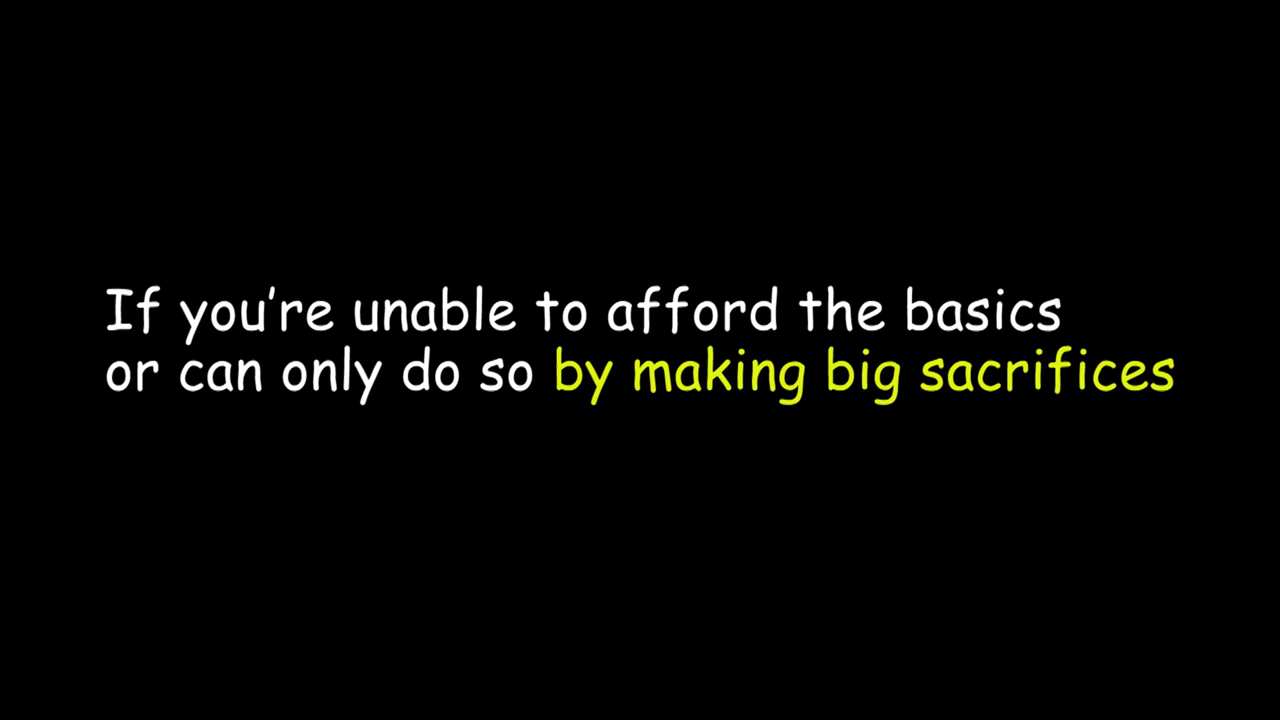 If you’re unable to afford the basics
or can only do so by making big sacrifices